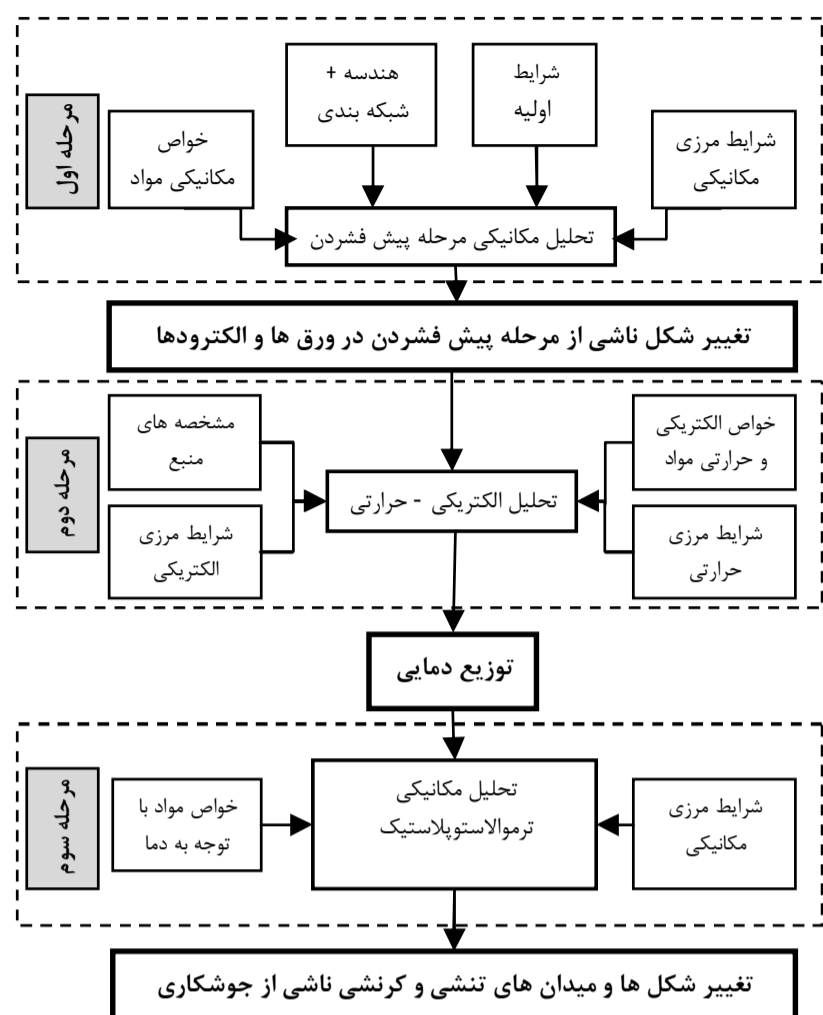 مرحله اول
شرایط مرزی
مکانیکی
شرایط
اولیه
هندسه +
شبکه بندی
خواص
مکانیکی مواد
تحلیل مکانیکی مرحله پیش فشردن
تغییر شکل ناشی از مرحله پیش فشردن در ورق ها و الکترودها
مرحله دوم
خواص الکتریکی
و حرارتی مواد
مشخصه های
منبع
تحلیل الکتریکی - حرارتی
شرایط مرزی
حرارتی
شرایط مرزی
الکتریکی
توزیع دمایی
مرحله سوم
شرایط مرزی
مکانیکی
تحلیل مکانیکی
ترموالاستوپلاستیک
خواص مواد با
توجه به دما
تغییر شکل ها و میدان های تنشی و کرنشی ناشی از جوشکاری